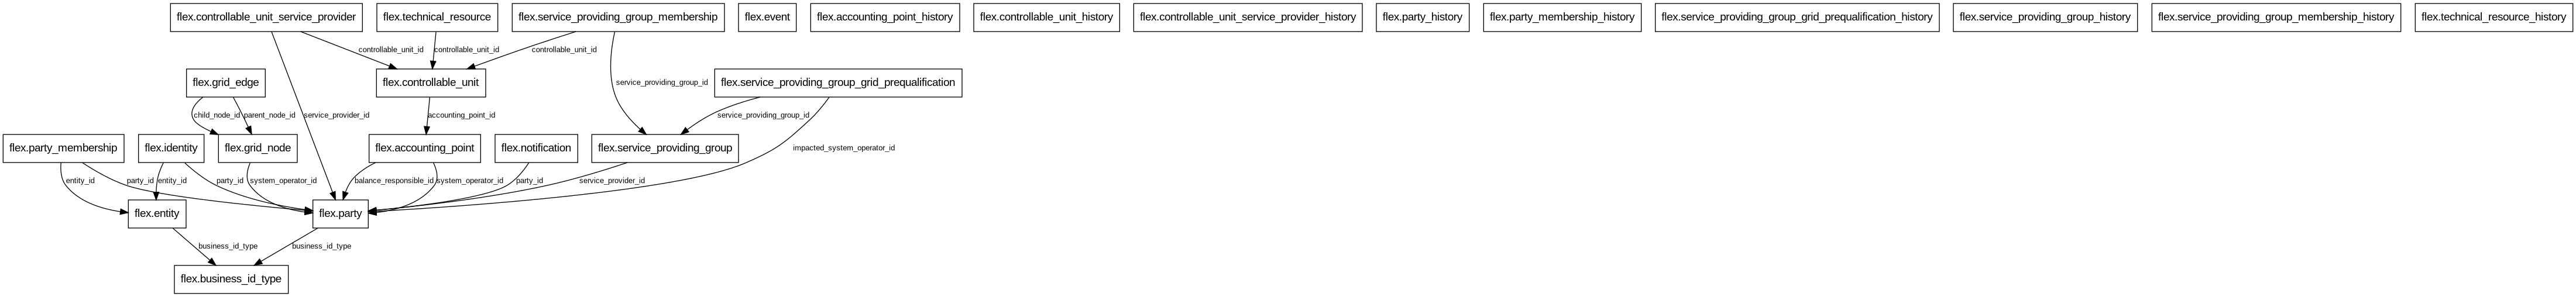 flex.controllable_unit_service_provider
flex.technical_resource
flex.service_providing_group_membership
flex.event
flex.accounting_point_history
flex.controllable_unit_history
flex.controllable_unit_service_provider_history
flex.party_history
flex.party_membership_history
flex.service_providing_group_grid_prequalification_history
flex.service_providing_group_history
flex.service_providing_group_membership_history
flex.technical_resource_history
controllable_unit_id
controllable_unit_id
controllable_unit_id
flex.grid_edge
flex.controllable_unit
service_providing_group_id
flex.service_providing_group_grid_prequalification
child_node_id
parent_node_id
service_provider_id
accounting_point_id
service_providing_group_id
flex.party_membership
flex.identity
flex.grid_node
flex.accounting_point
flex.notification
flex.service_providing_group
impacted_system_operator_id
entity_id
party_id
entity_id
party_id
system_operator_id
balance_responsible_id
system_operator_id
party_id
service_provider_id
flex.entity
flex.party
business_id_type
business_id_type
flex.business_id_type